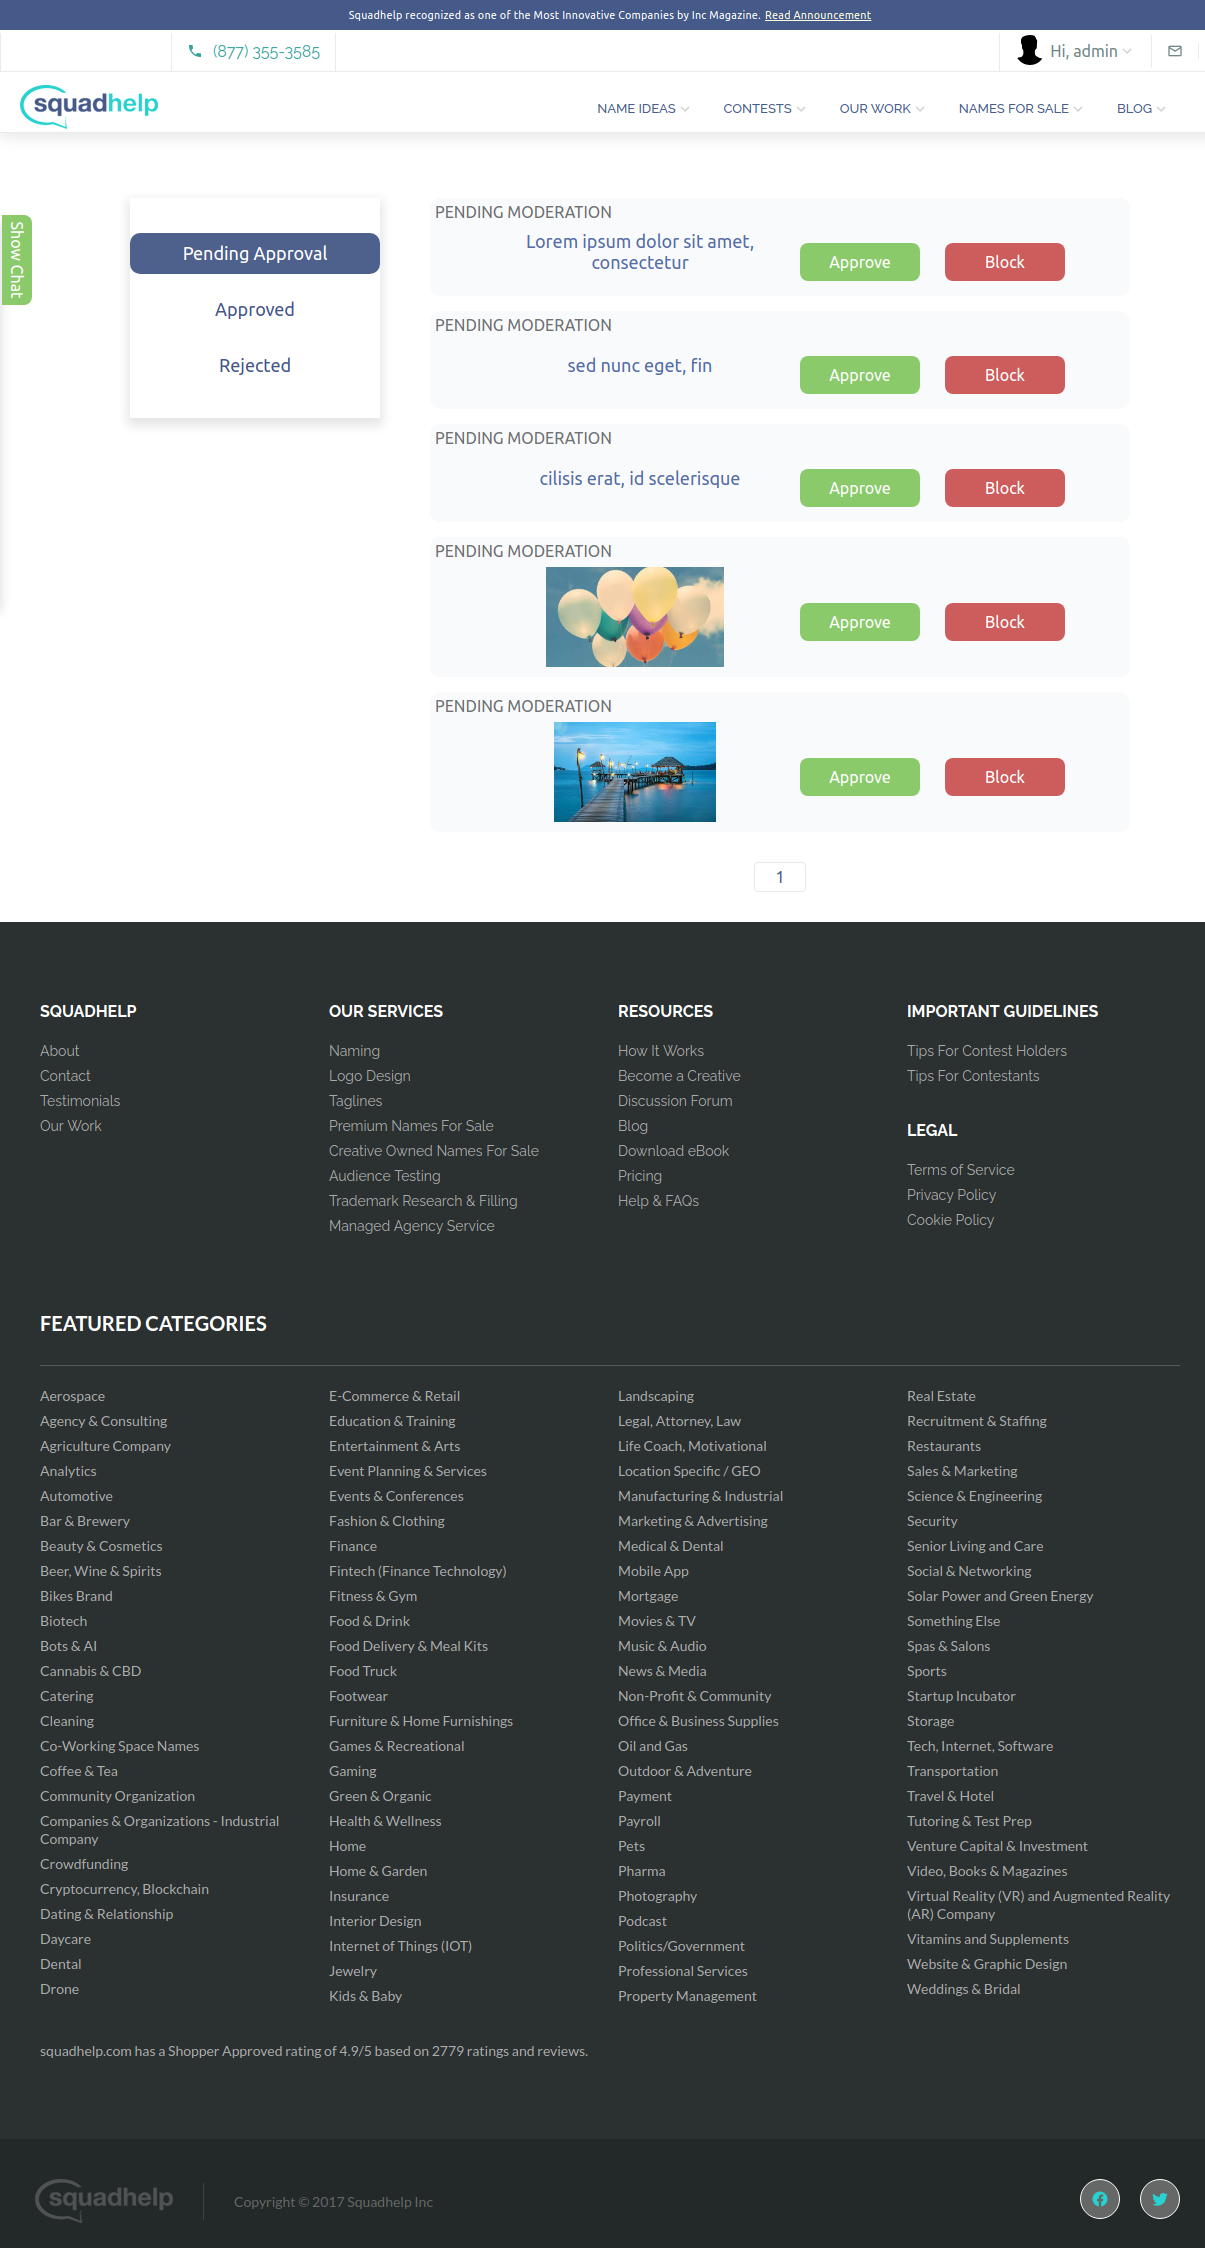 Squadhelp recognized as one of the Most Innovative Companies by Inc Magazine. Read Announcement
(877) 355-3585
Hi, admin
squadhelp
NAME IDEAS
CONTESTS
OUR WORK
NAMES FOR SALE
BLOG
Show Chat
Pending Approval
Approved
Rejected
PENDING MODERATION
Lorem ipsum dolor sit amet,
consectetur
Approve
Block
PENDING MODERATION
sed nunc eget, fin
Approve
Block
PENDING MODERATION
cilisis erat, id scelerisque
Approve
Block
PENDING MODERATION
Approve
Block
PENDING MODERATION
Approve
Block
1
SQUADHELP
About
Contact
Testimonials
Our Work
OUR SERVICES
Naming
Logo Design
Taglines
Premium Names For Sale
Creative Owned Names For Sale
Audience Testing
Trademark Research & Filling
Managed Agency Service
RESOURCES
How It Works
Become a Creative
Discussion Forum
Blog
Download eBook
Pricing
Help & FAQs
IMPORTANT GUIDELINES
Tips For Contest Holders
Tips For Contestants
LEGAL
Terms of Service
Privacy Policy
Cookie Policy
FEATURED CATEGORIES
Aerospace
Agency & Consulting
Agriculture Company
Analytics
Automotive
Bar & Brewery
Beauty & Cosmetics
Beer, Wine & Spirits
Bikes Brand
Biotech
Bots & AI
Cannabis & CBD
Catering
Cleaning
Co-Working Space Names
Coffee & Tea
Community Organization
Companies & Organizations - Industrial
Company
Crowdfunding
Cryptocurrency, Blockchain
Dating & Relationship
Daycare
Dental
Drone
E-Commerce & Retail
Education & Training
Entertainment & Arts
Event Planning & Services
Events & Conferences
Fashion & Clothing
Finance
Fintech (Finance Technology)
Fitness & Gym
Food & Drink
Food Delivery & Meal Kits
Food Truck
Footwear
Furniture & Home Furnishings
Games & Recreational
Gaming
Green & Organic
Health & Wellness
Home
Home & Garden
Insurance
Interior Design
Internet of Things (IOT)
Jewelry
Kids & Baby
Landscaping
Legal, Attorney, Law
Life Coach, Motivational
Location Specific / GEO
Manufacturing & Industrial
Marketing & Advertising
Medical & Dental
Mobile App
Mortgage
Movies & TV
Music & Audio
News & Media
Non-Profit & Community
Office & Business Supplies
Oil and Gas
Outdoor & Adventure
Payment
Payroll
Pets
Pharma
Photography
Podcast
Politics/Government
Professional Services
Property Management
Real Estate
Recruitment & Staffing
Restaurants
Sales & Marketing
Science & Engineering
Security
Senior Living and Care
Social & Networking
Solar Power and Green Energy
Something Else
Spas & Salons
Sports
Startup Incubator
Storage
Tech, Internet, Software
Transportation
Travel & Hotel
Tutoring & Test Prep
Venture Capital & Investment
Video, Books & Magazines
Virtual Reality (VR) and Augmented Reality
(AR) Company
Vitamins and Supplements
Website & Graphic Design
Weddings & Bridal
squadhelp.com has a Shopper Approved rating of 4.9/5 based on 2779 ratings and reviews.
squadhelp
Copyright © 2017 Squadhelp Inc